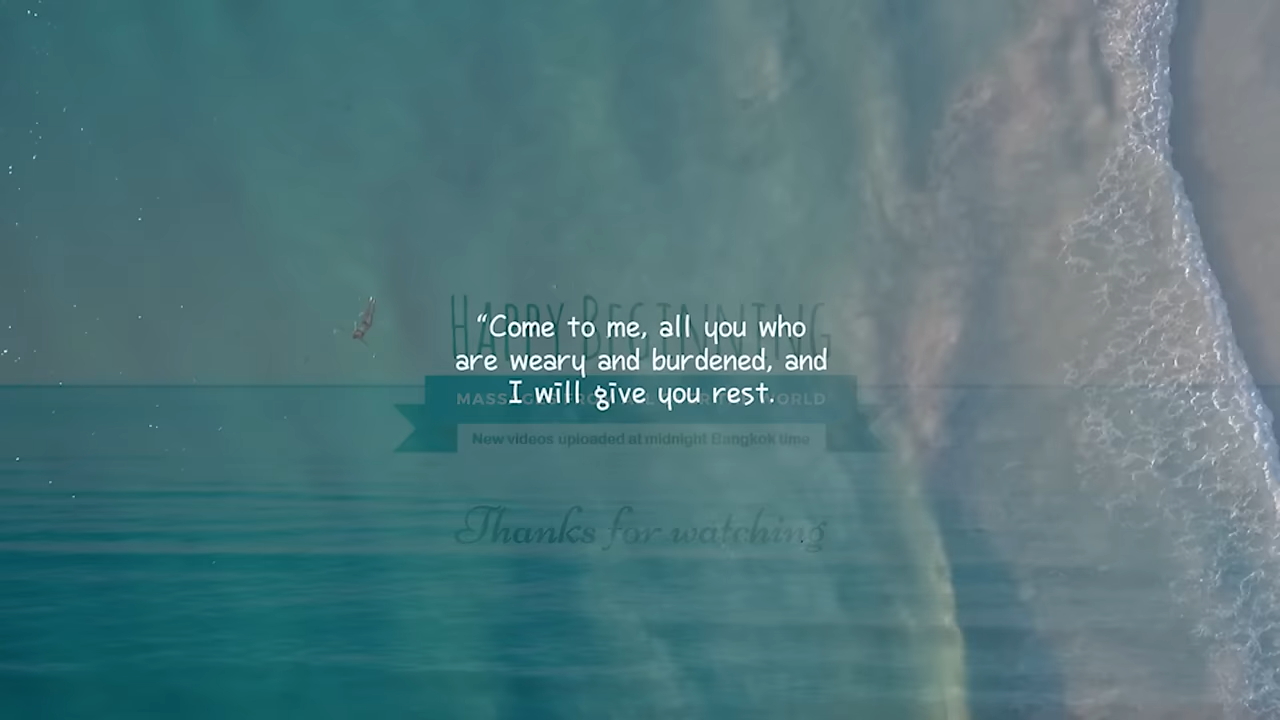 HAPPY BEGINNING
“Come to me, all you who
are weary and burdened, and
I will give you rest.
New videos uploaded at midnight Bangkok time
Thanks for watching